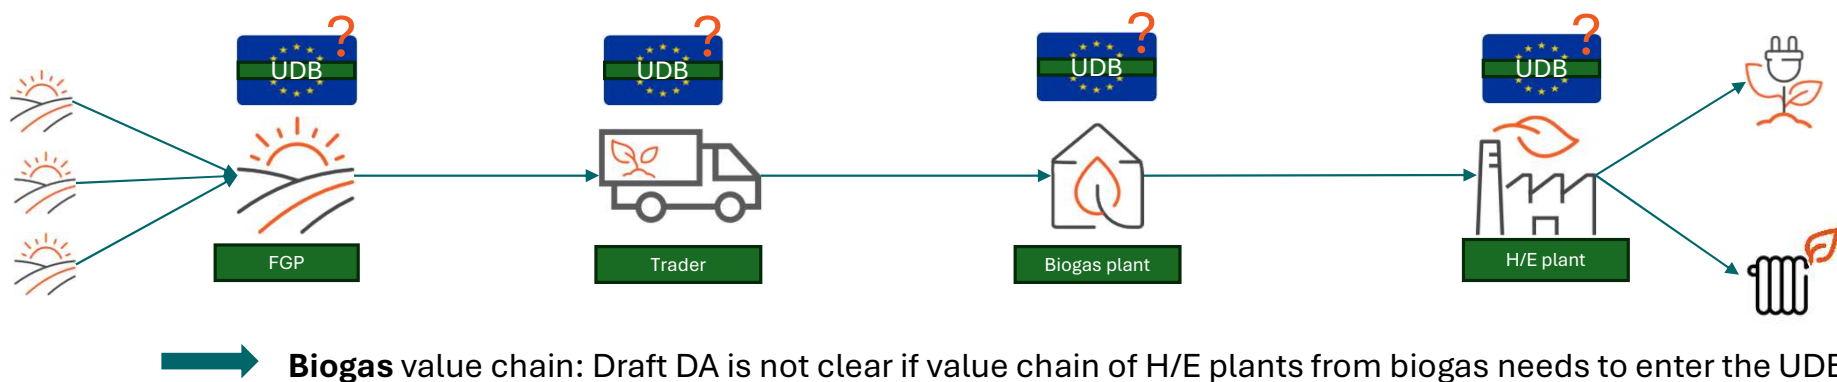 ? ? ? ?
UDB UDB UDB UDB
FGP Trader Biogas plant H/E plant
Biogas value chain: Draft DA is not clear if value chain of H/E plants from biogas needs to enter the UDB